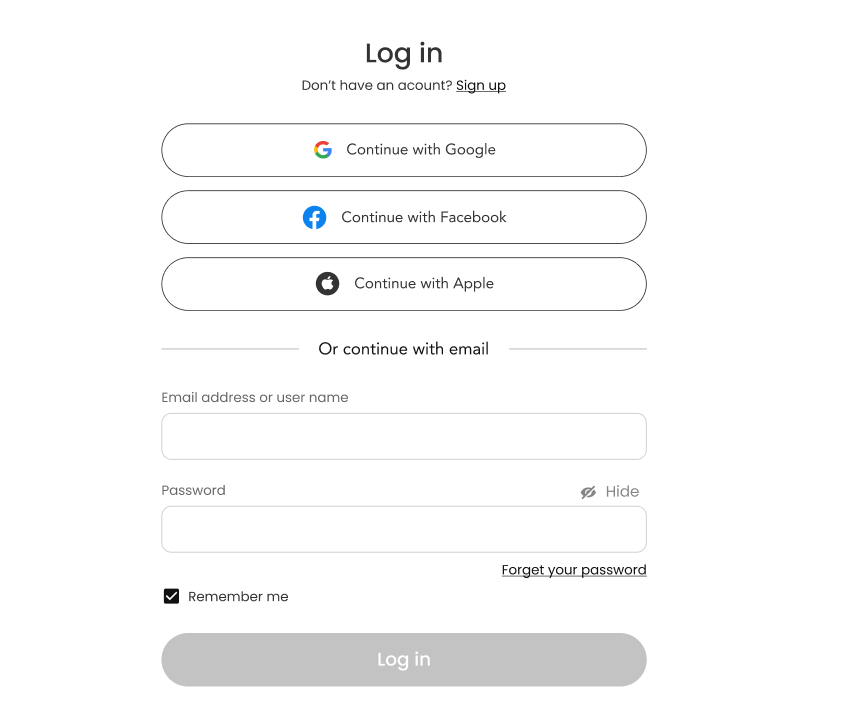 Log in
Don't have an acount? Sign up
Continue with Google
Continue with Facebook
Continue with Apple
Or continue with email
Email address or user name
Password Hide
Forget your password
Remember me
Log in